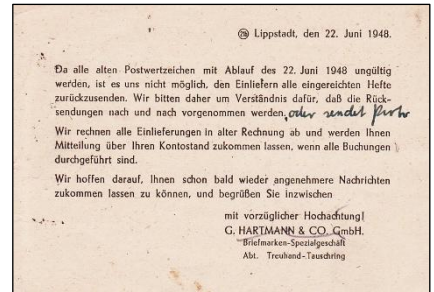 Lippstadt, den 22. Juni 1948.
Da alle alten Postwertzeichen mit Ablauf des 22. Juni 1948 ungültig
werden, ist es uns nicht möglich, den Einliefern alle eingereichten Hefte
zurückzusenden. Wir bitten daher um Verständnis dafür, daß die Rück-
sendungen nach und nach vorgenommen werden, oder sendet
Wir rechnen alle Einlieferungen in alter Rechnung ab und werden Ihnen
Mitteilung über Ihren Kontostand zukommen lassen, wenn alle Buchungen
durchgeführt sind.
Wir hoffen darauf, Ihnen schon bald wieder angenehmere Nachrichten
zukommen lassen zu können, und begrüßen Sie inzwischen
mit vorzüglicher Hochachtung!
G. HARTMANN & CO. GmbH.
Briefmarken-Spezialgeschäft
Abt. Treuhand-Tauschring